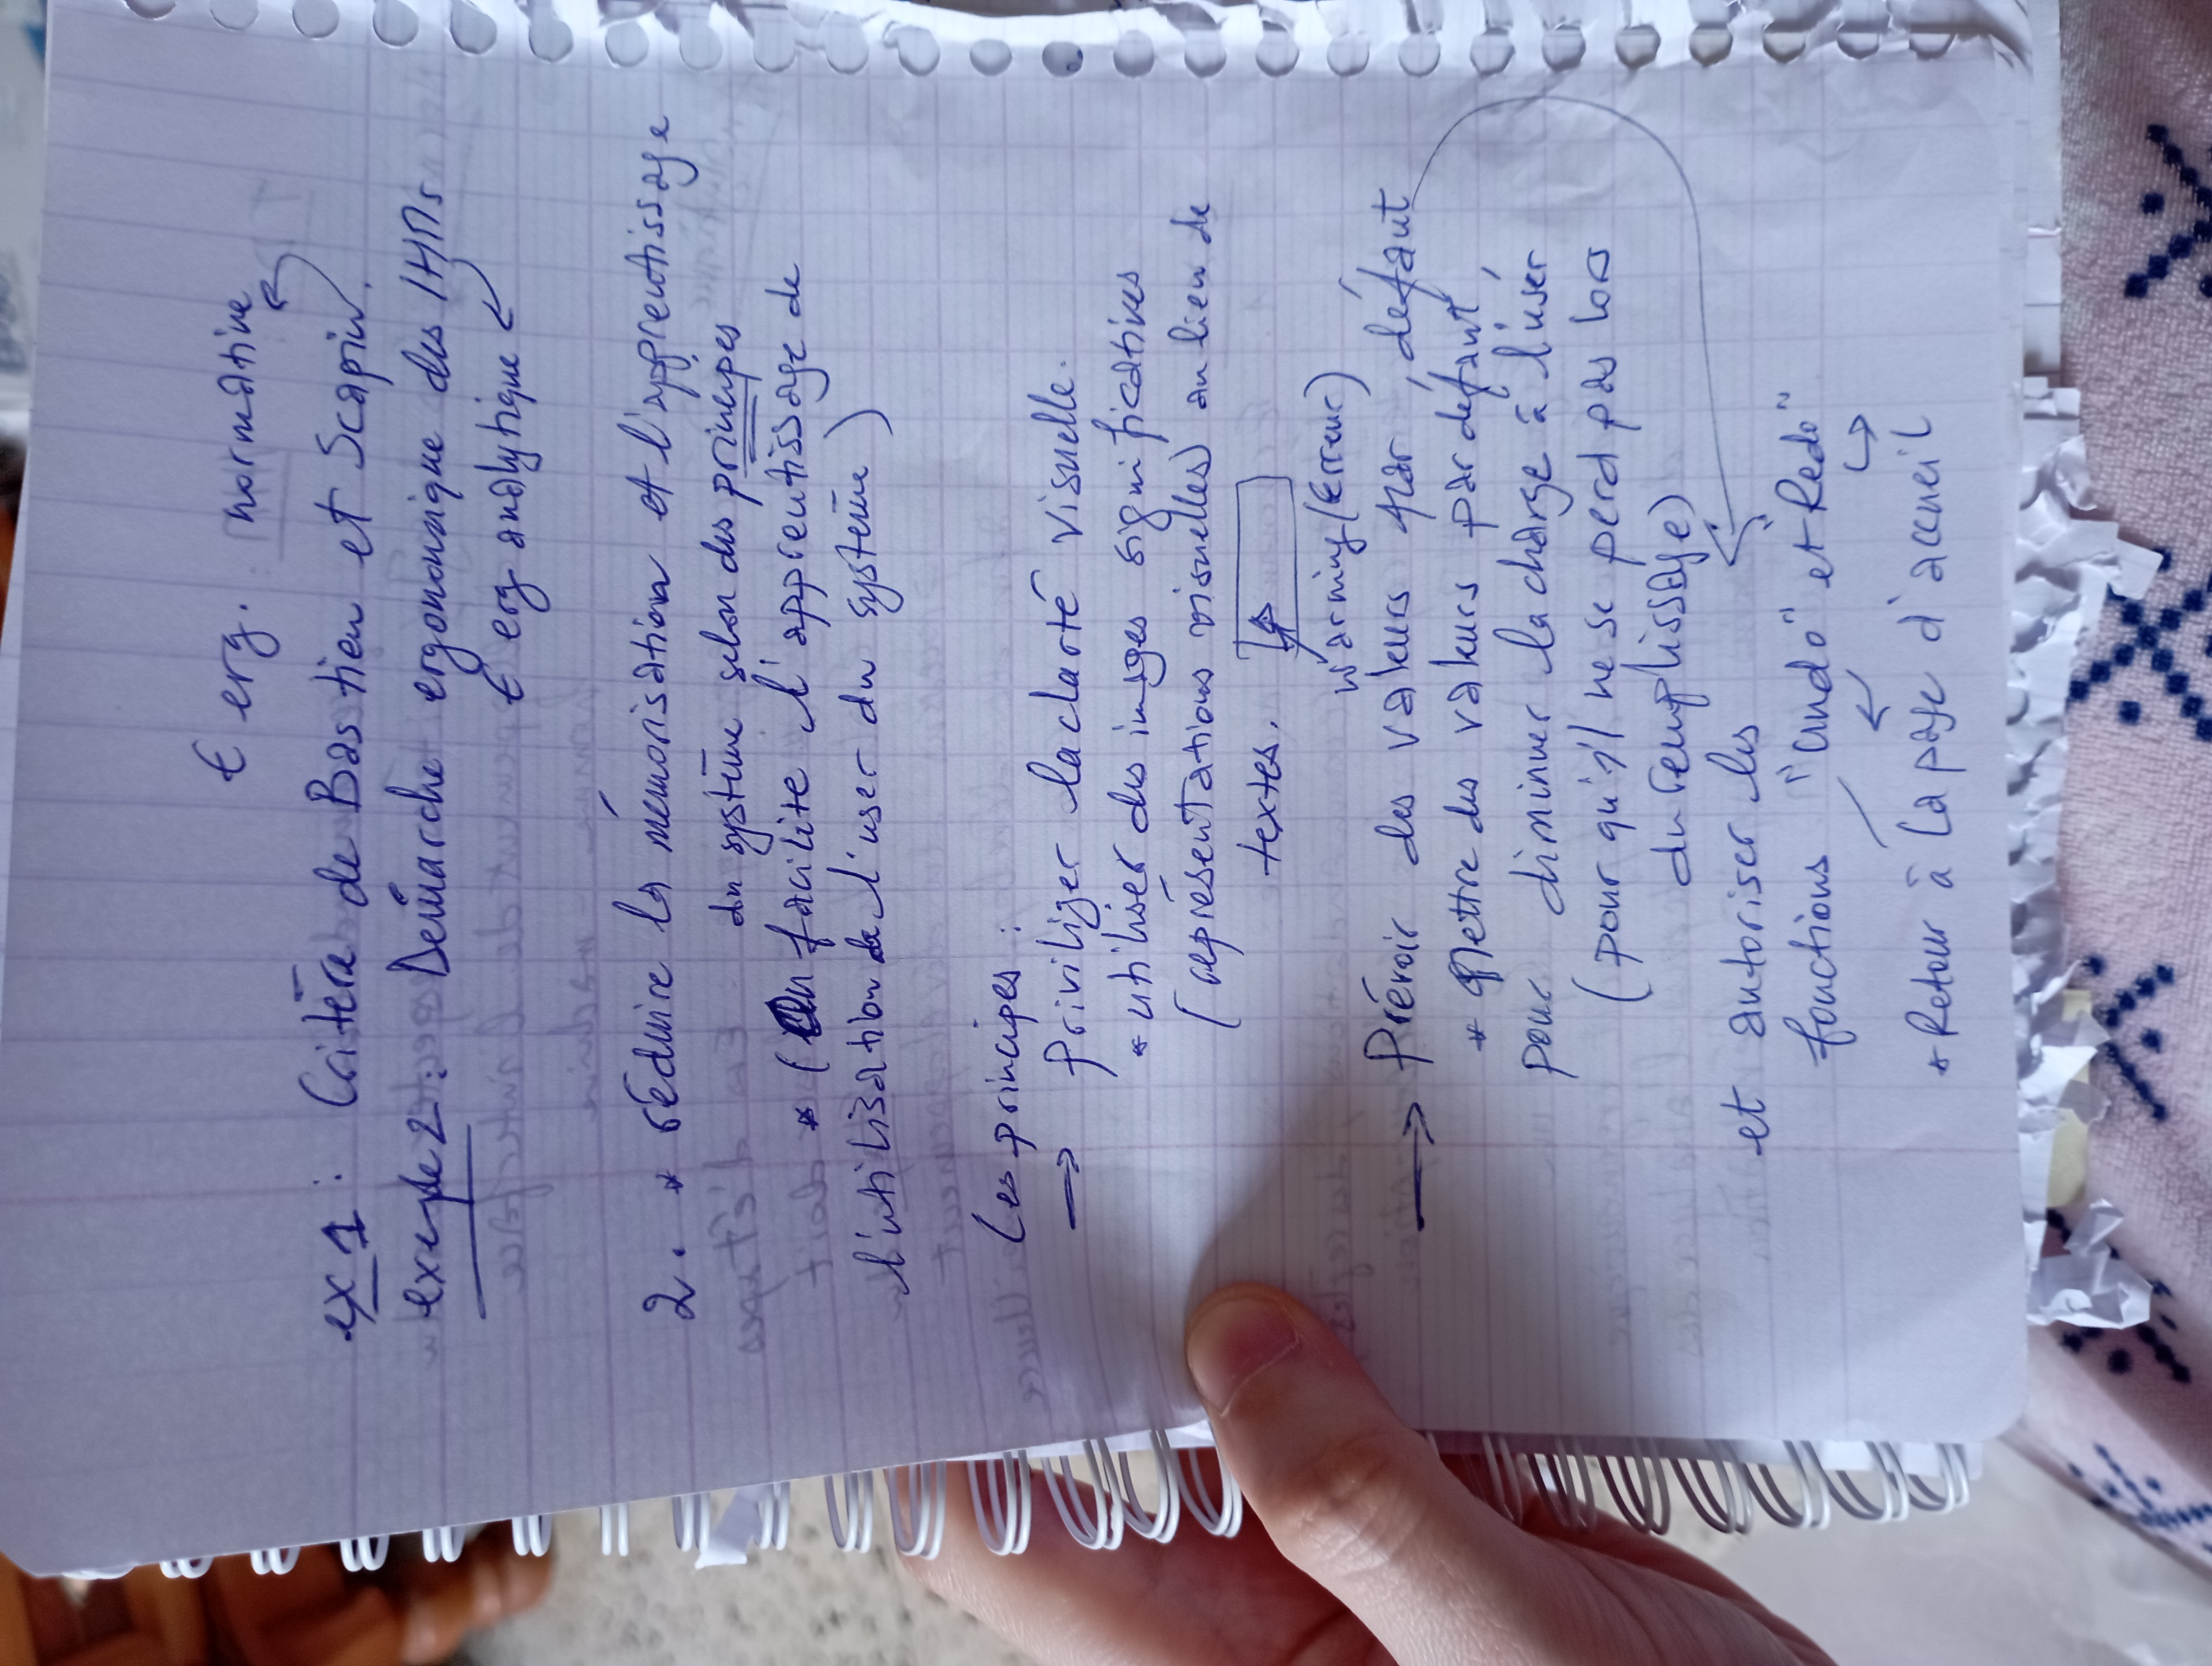 € erg. normative
ex 1 : Critère de Bastien et Scapin.
exemple 2 : Démarche ergonomique des IHMs
€ erg analytique
2. * réduire la mémorisation et l'apprentissage
du système selon des principes
* (On facilite l'apprentissage de
l'utilisation de l'user du système)
Les principes :
→ Priviliger la clarté visuelle.
* utiliser des images significatives
(représentations visuelles) au lieu de
textes.
warning/(Erreur)
→ Prévoir des valeurs par défaut
* Mettre des valeurs par défaut,
pour diminuer la charge à l'user
(pour qu'il ne se perd pas lors
du remplissage)
et autoriser les
fonctions "Undo" et "Redo"
* Retour à la page d'accueil